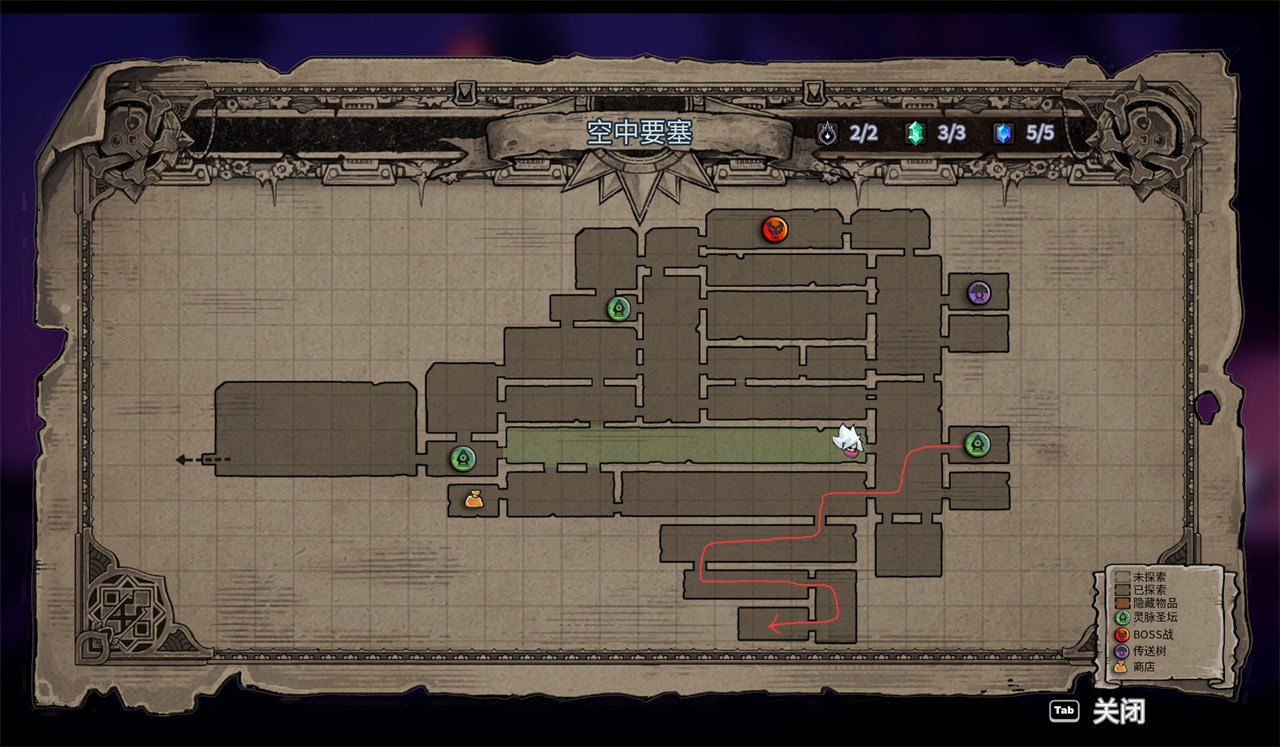 空中要塞
2/2 3/3 5/5
未探索
已探索
隐藏物品
灵脉圣坛
BOSS战
传送树
商店
Tab 关闭